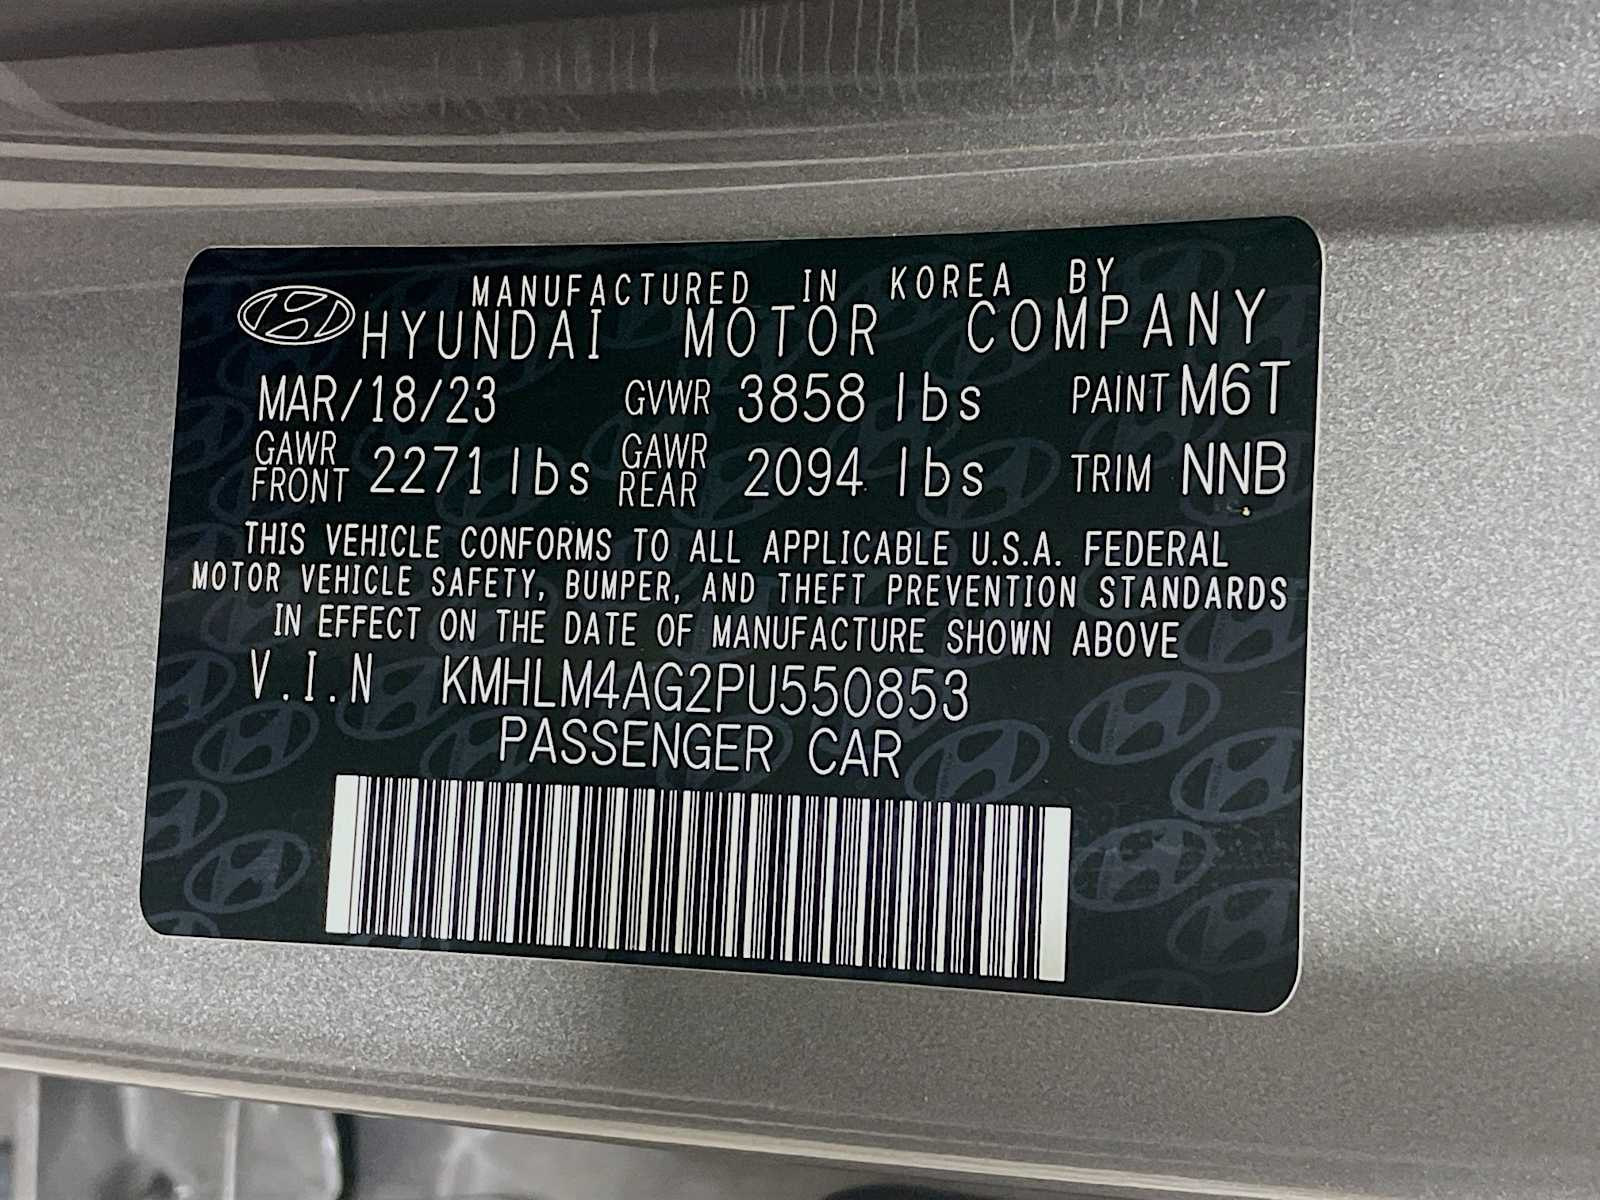 MANUFACTURED IN KOREA BY
HYUNDAI MOTOR COMPANY
MAR/18/23 GVWR 3858 lbs PAINT M6T
GAWR FRONT 2271 lbs GAWR REAR 2094 lbs TRIM NNB
THIS VEHICLE CONFORMS TO ALL APPLICABLE U.S.A. FEDERAL
MOTOR VEHICLE SAFETY, BUMPER, AND THEFT PREVENTION STANDARDS
IN EFFECT ON THE DATE OF MANUFACTURE SHOWN ABOVE
V.I.N KMHLM4AG2PU550853
PASSENGER CAR